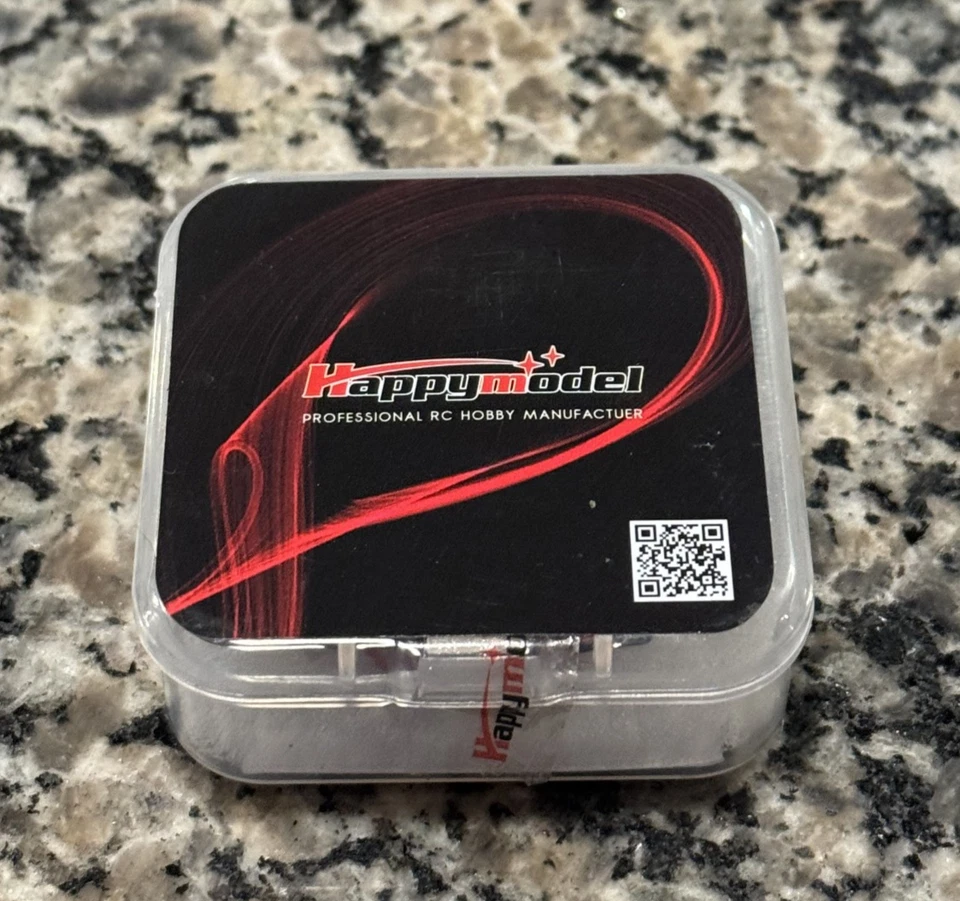 Happymodel
PROFESSIONAL RC HOBBY MANUFACTUER